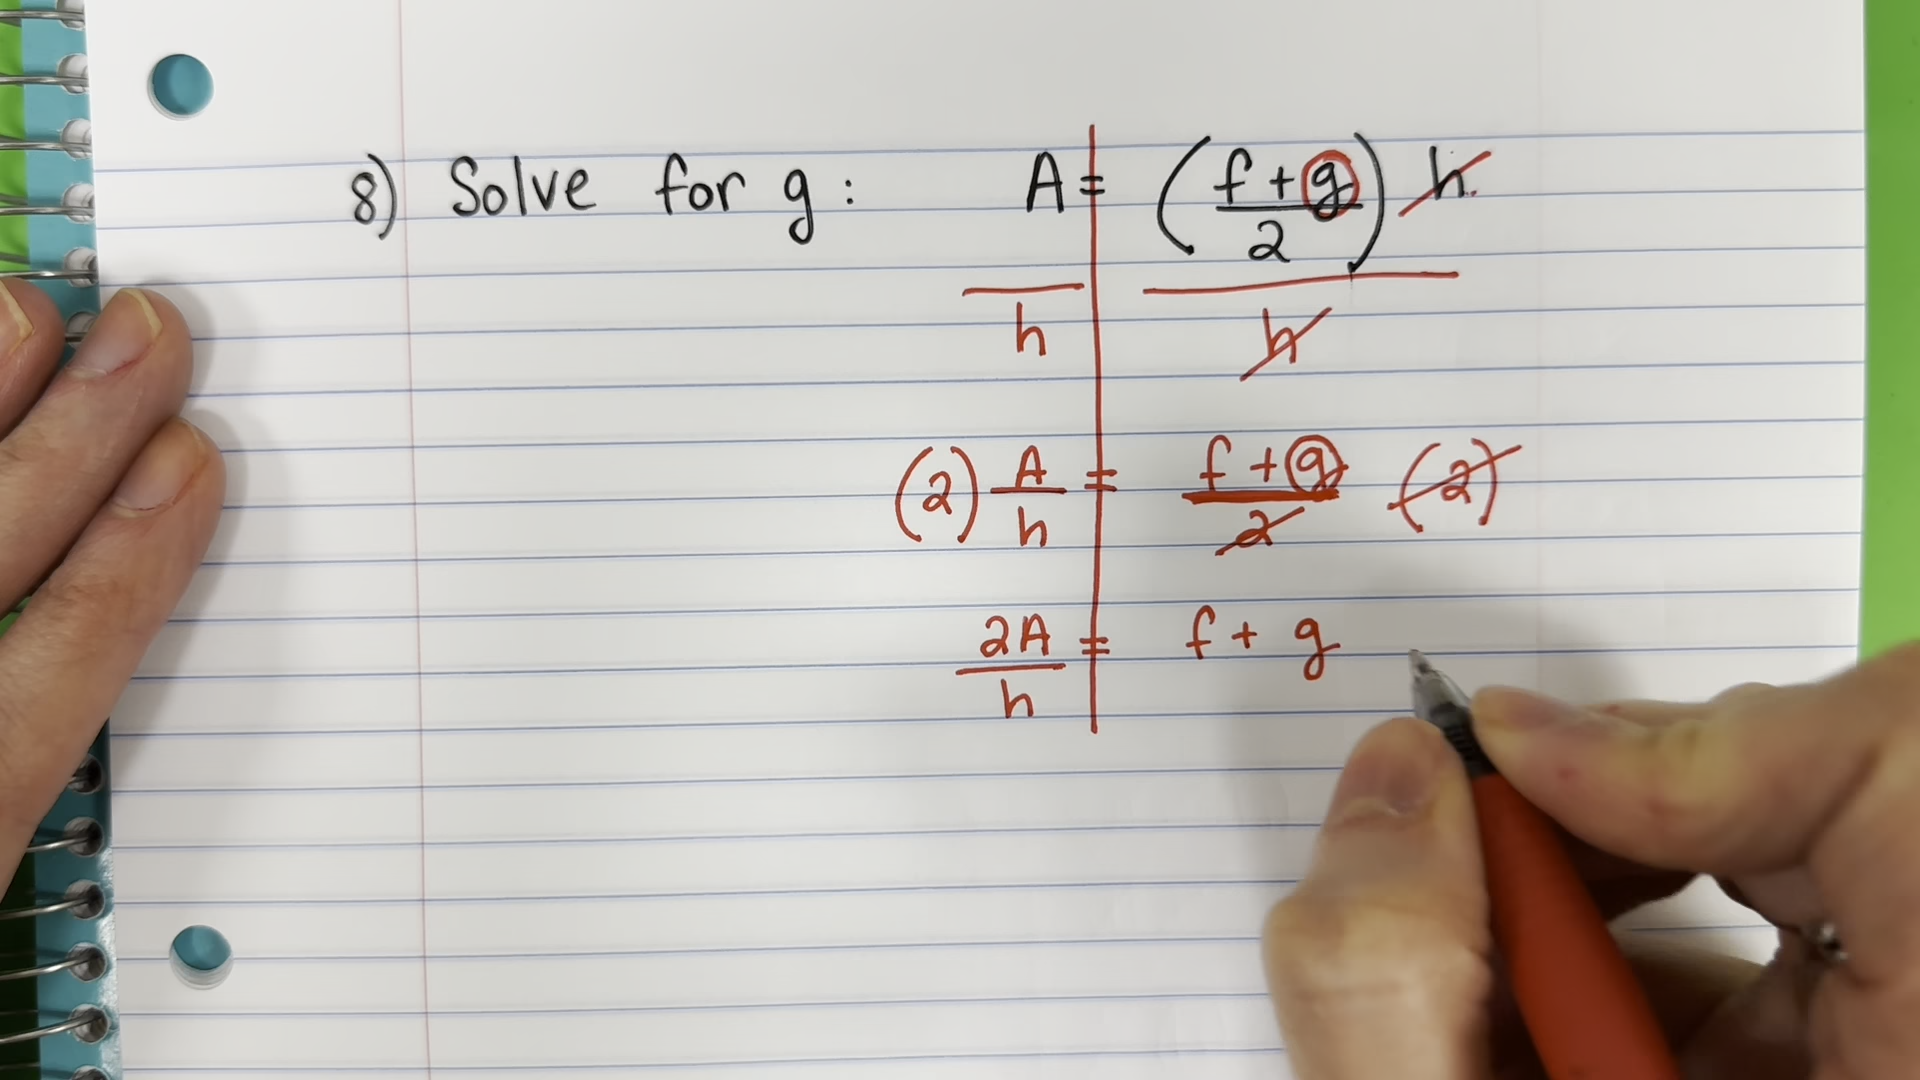 8) Solve for g: A = (f + g / 2) h
h h
(2) A / h = f + g / 2 (2)
2A / h = f + g